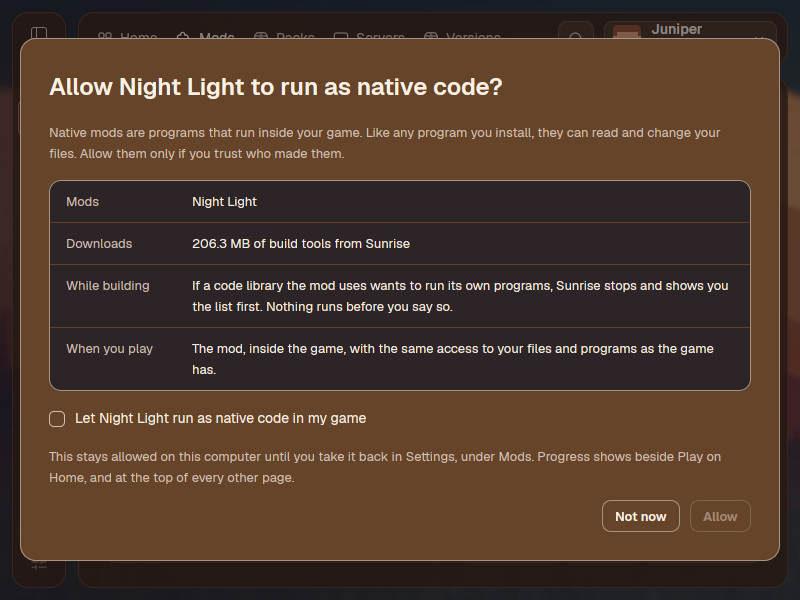 Home Mods Packs Servers Versions
Juniper
Allow Night Light to run as native code?
Native mods are programs that run inside your game. Like any program you install, they can read and change your
files. Allow them only if you trust who made them.
Mods Night Light
Downloads 206.3 MB of build tools from Sunrise
While building If a code library the mod uses wants to run its own programs, Sunrise stops and shows you
the list first. Nothing runs before you say so.
When you play The mod, inside the game, with the same access to your files and programs as the game
has.
Let Night Light run as native code in my game
This stays allowed on this computer until you take it back in Settings, under Mods. Progress shows beside Play on
Home, and at the top of every other page.
Not now Allow